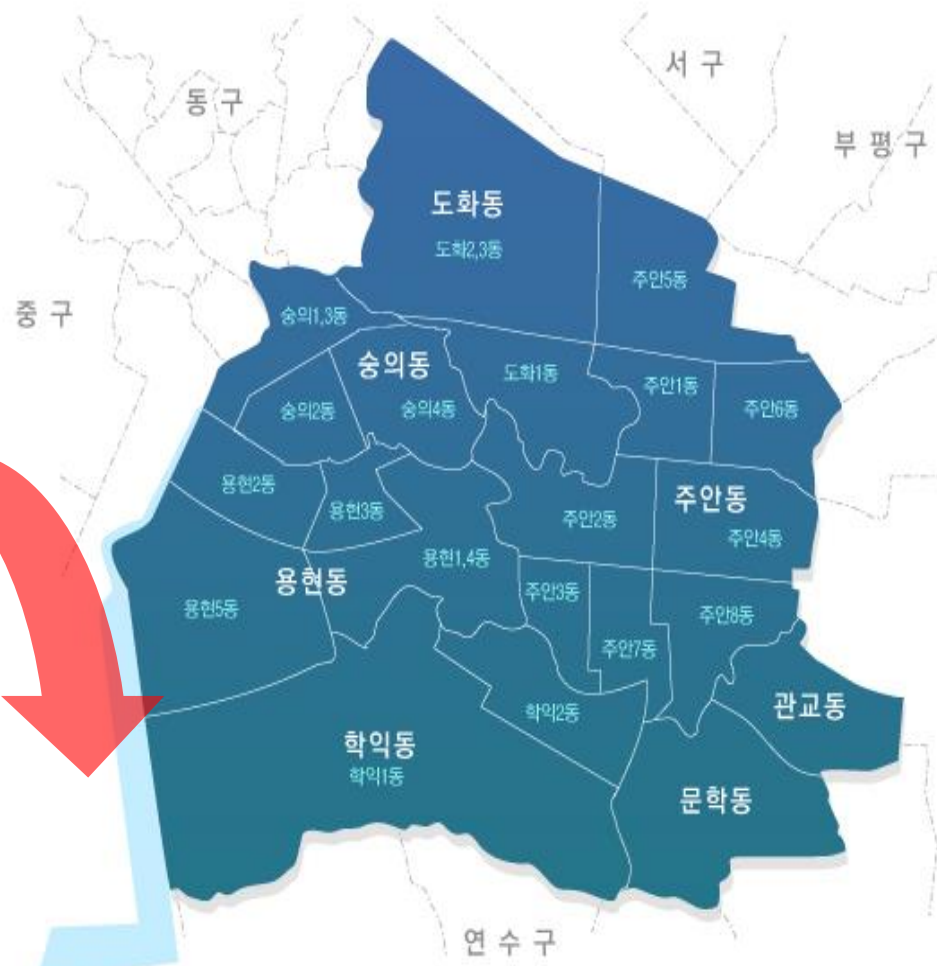 서구
동구
부평구
도화동
도화2,3동
주안5동
중구
숭의1,3동
숭의동
도화1동
주안1동
숭의2동
숭의4동
주안6동
용현2동
용현3동
주안2동
주안동
주안4동
용현1,4동
용현동
용현5동
주안3동
주안8동
주안7동
학익2동
관교동
학익동
학익1동
문학동
연수구